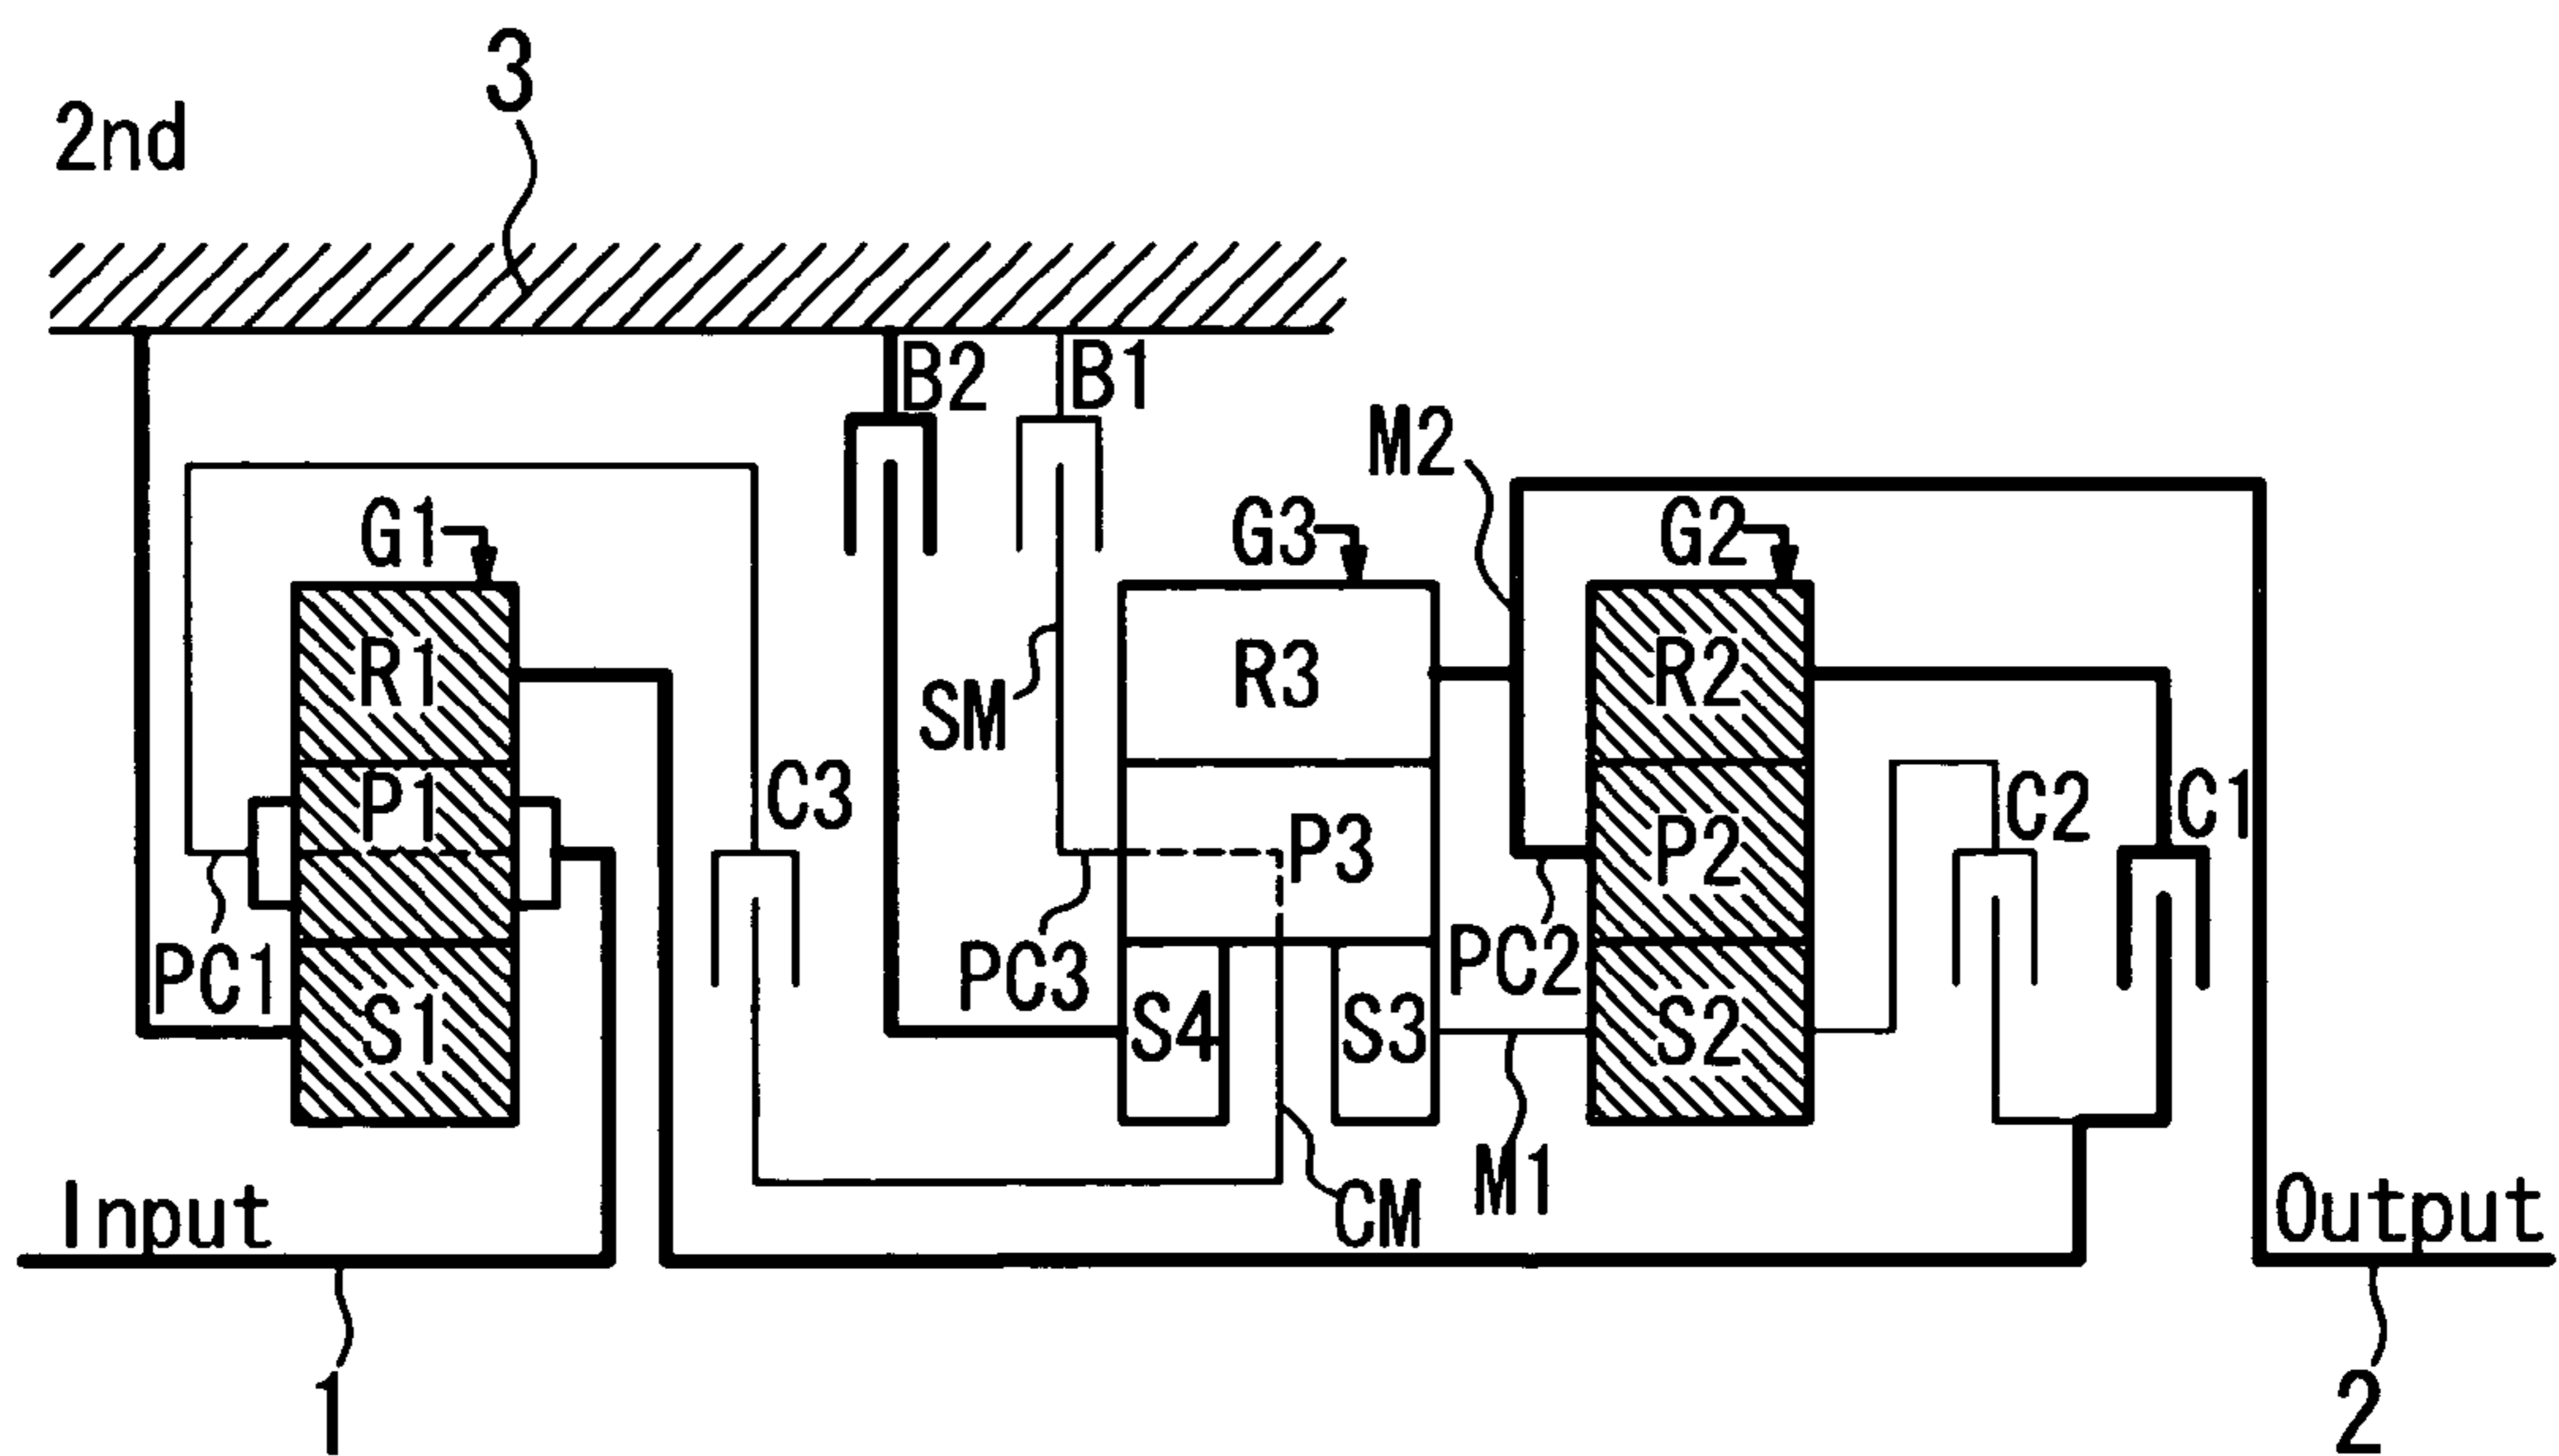 3
2nd
B2
B1
M2
G1
G3
G2
R1
SM
R3
R2
P1
C3
P3
P2
C2
C1
PC1
PC3
PC2
S1
S4
S3
S2
M1
CM
Input
Output
1
2